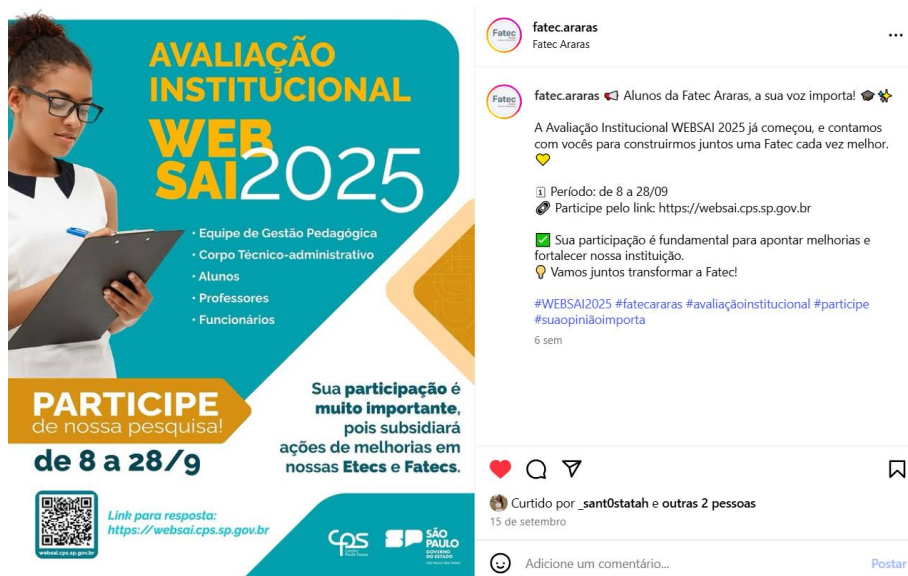 AVALIAÇÃO
INSTITUCIONAL
WEB
SAI2025
• Equipe de Gestão Pedagógica
• Corpo Técnico-administrativo
• Alunos
• Professores
• Funcionários
PARTICIPE
de nossa pesquisa!
de 8 a 28/9
Sua participação é
muito importante,
pois subsidiará
ações de melhorias em
nossas Etecs e Fatecs.
websai.cps.sp.gov.br
Link para resposta:
https://websai.cps.sp.gov.br
cps
Centro
Paula Souza
SP
SÃO
PAULO
GOVERNO
DO ESTADO
Fatec
fatec.araras
Fatec Araras
Fatec
fatec.araras 📢 Alunos da Fatec Araras, a sua voz importa! 🎓✨
A Avaliação Institucional WEBSAI 2025 já começou, e contamos
com vocês para construirmos juntos uma Fatec cada vez melhor.
💛
🗓 Período: de 8 a 28/09
🔗 Participe pelo link: https://websai.cps.sp.gov.br
✅ Sua participação é fundamental para apontar melhorias e
fortalecer nossa instituição.
💡 Vamos juntos transformar a Fatec!
#WEBSAI2025 #fatecararas #avaliaçãoinstitucional #participe
#suaopiniãoimporta
6 sem
Curtido por _sant0statah e outras 2 pessoas
15 de setembro
Adicione um comentário...
Postar